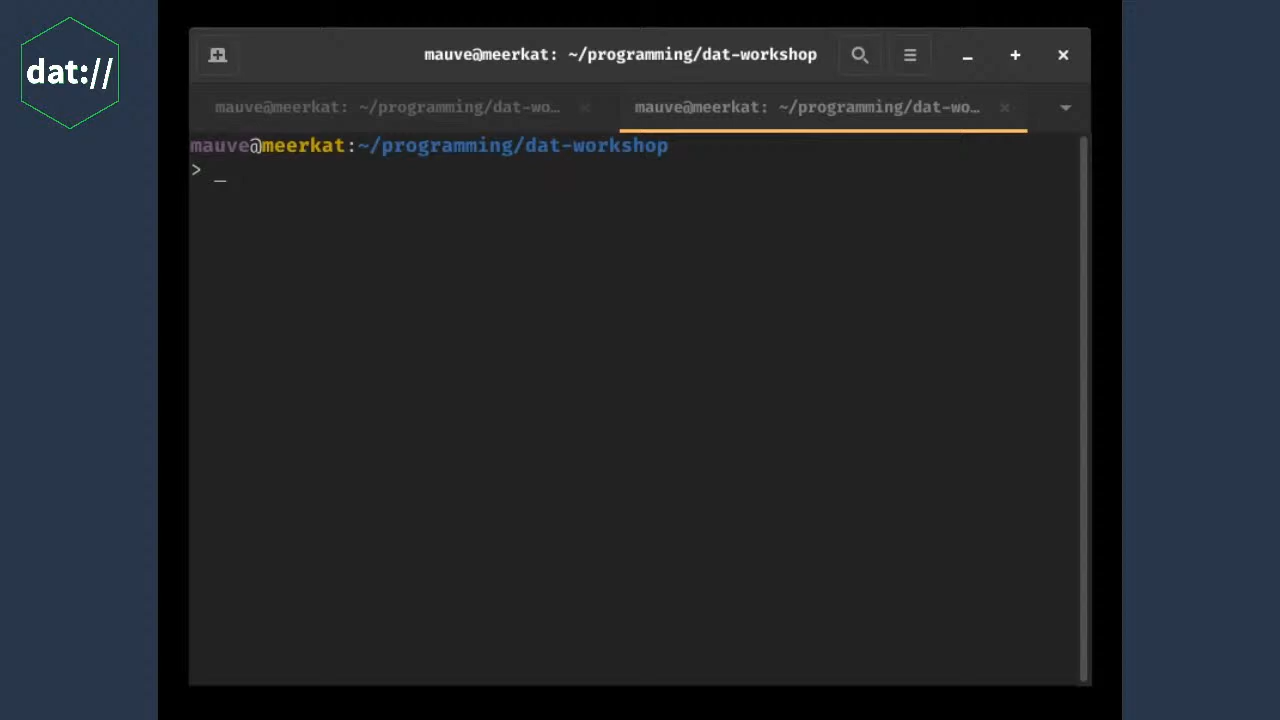 dat://
mauve@meerkat: ~/programming/dat-workshop
mauve@meerkat: ~/programming/dat-wo…
mauve@meerkat: ~/programming/dat-wo…
mauve@meerkat:~/programming/dat-workshop
> _